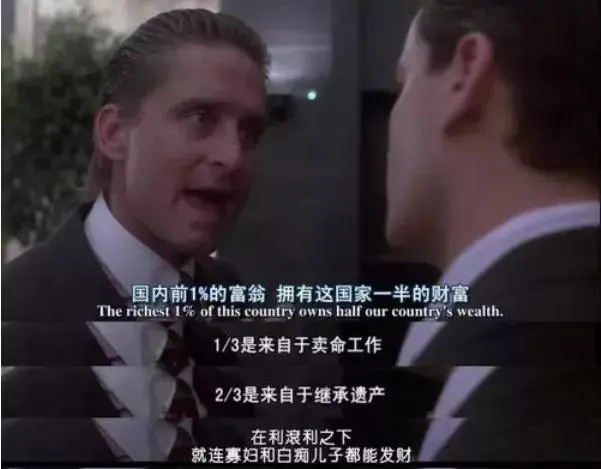 国内前1%的富翁 拥有这国家一半的财富
The richest 1% of this country owns half our country's wealth.
1/3是来自于卖命工作
2/3是来自于继承遗产
在利滚利之下
就连寡妇和白痴儿子都能发财